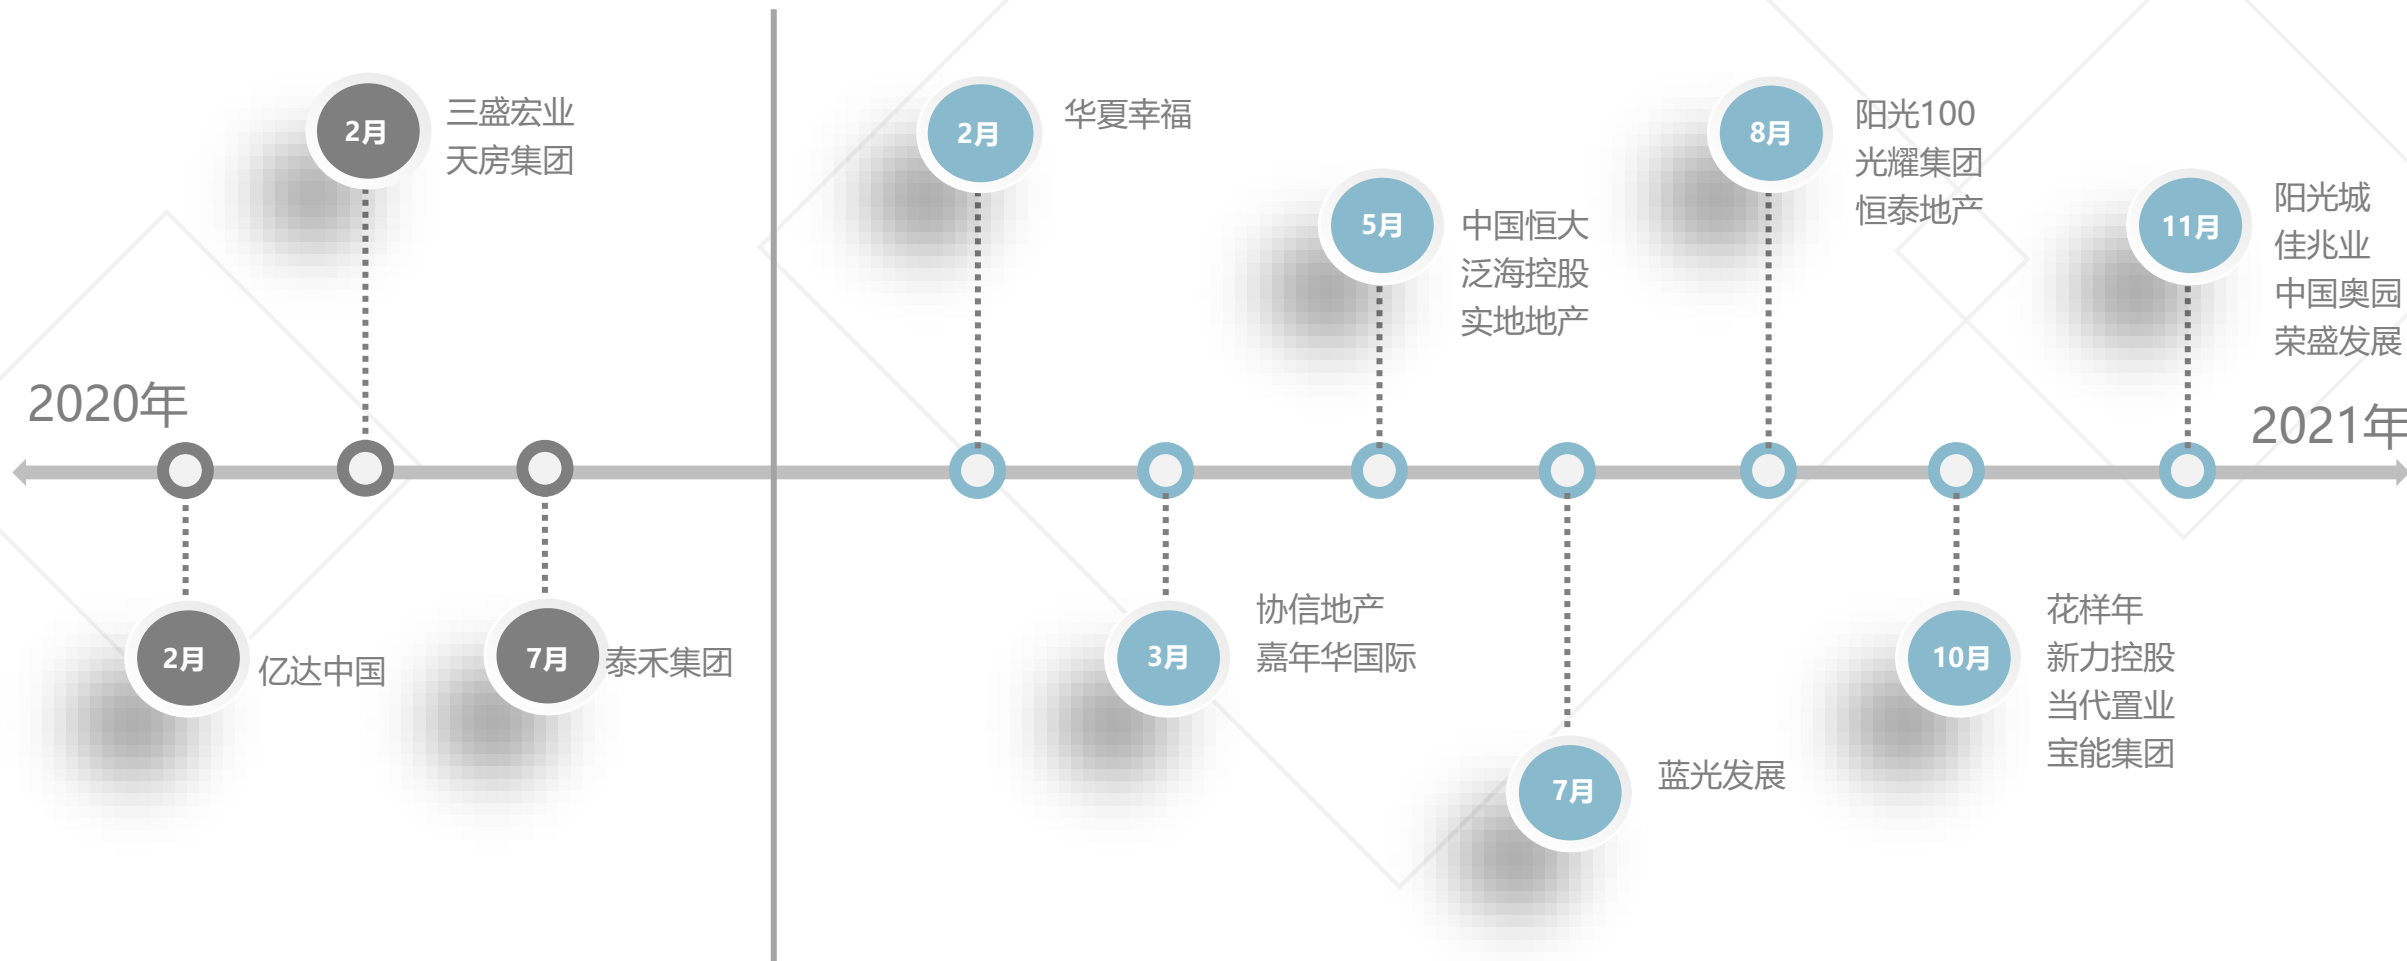 2020年
2月
亿达中国
2月
三盛宏业
天房集团
7月
泰禾集团
2月
华夏幸福
3月
协信地产
嘉年华国际
5月
中国恒大
泛海控股
实地地产
7月
蓝光发展
8月
阳光100
光耀集团
恒泰地产
10月
花样年
新力控股
当代置业
宝能集团
11月
阳光城
佳兆业
中国奥园
荣盛发展
2021年